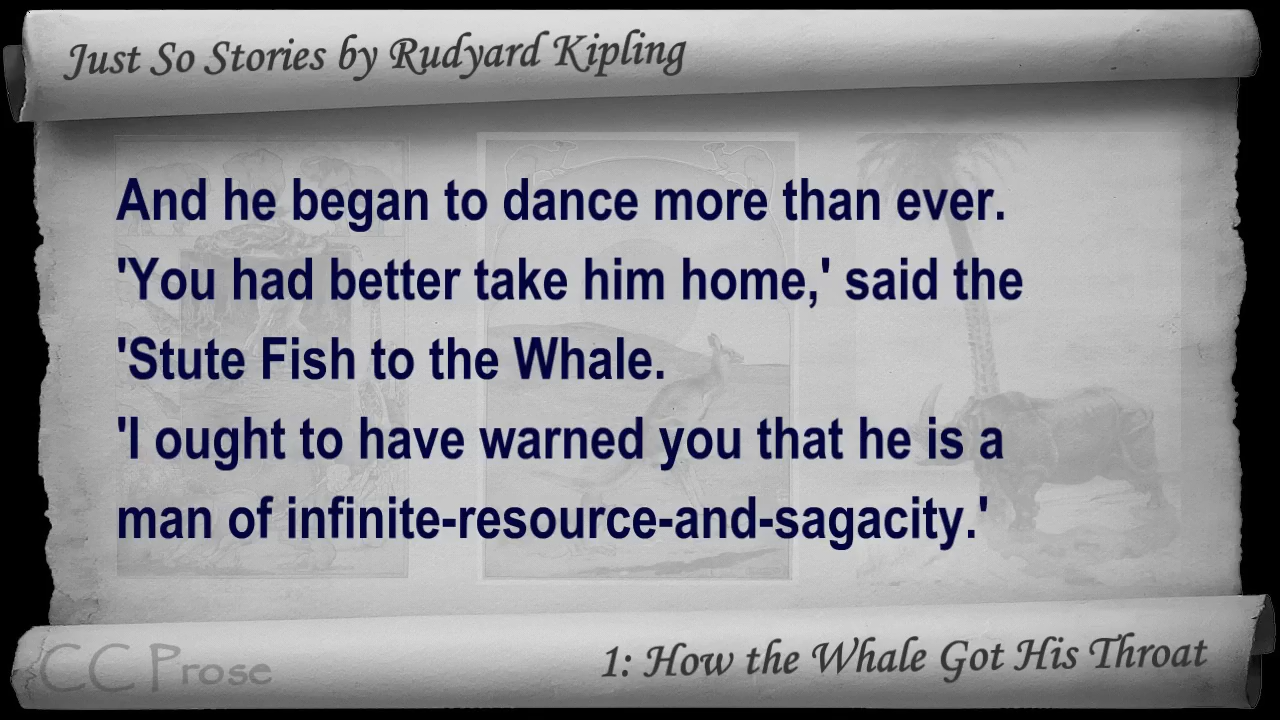 Just So Stories by Rudyard Kipling
And he began to dance more than ever.
'You had better take him home,' said the
'Stute Fish to the Whale.
'I ought to have warned you that he is a
man of infinite-resource-and-sagacity.'
CC Prose
1: How the Whale Got His Throat